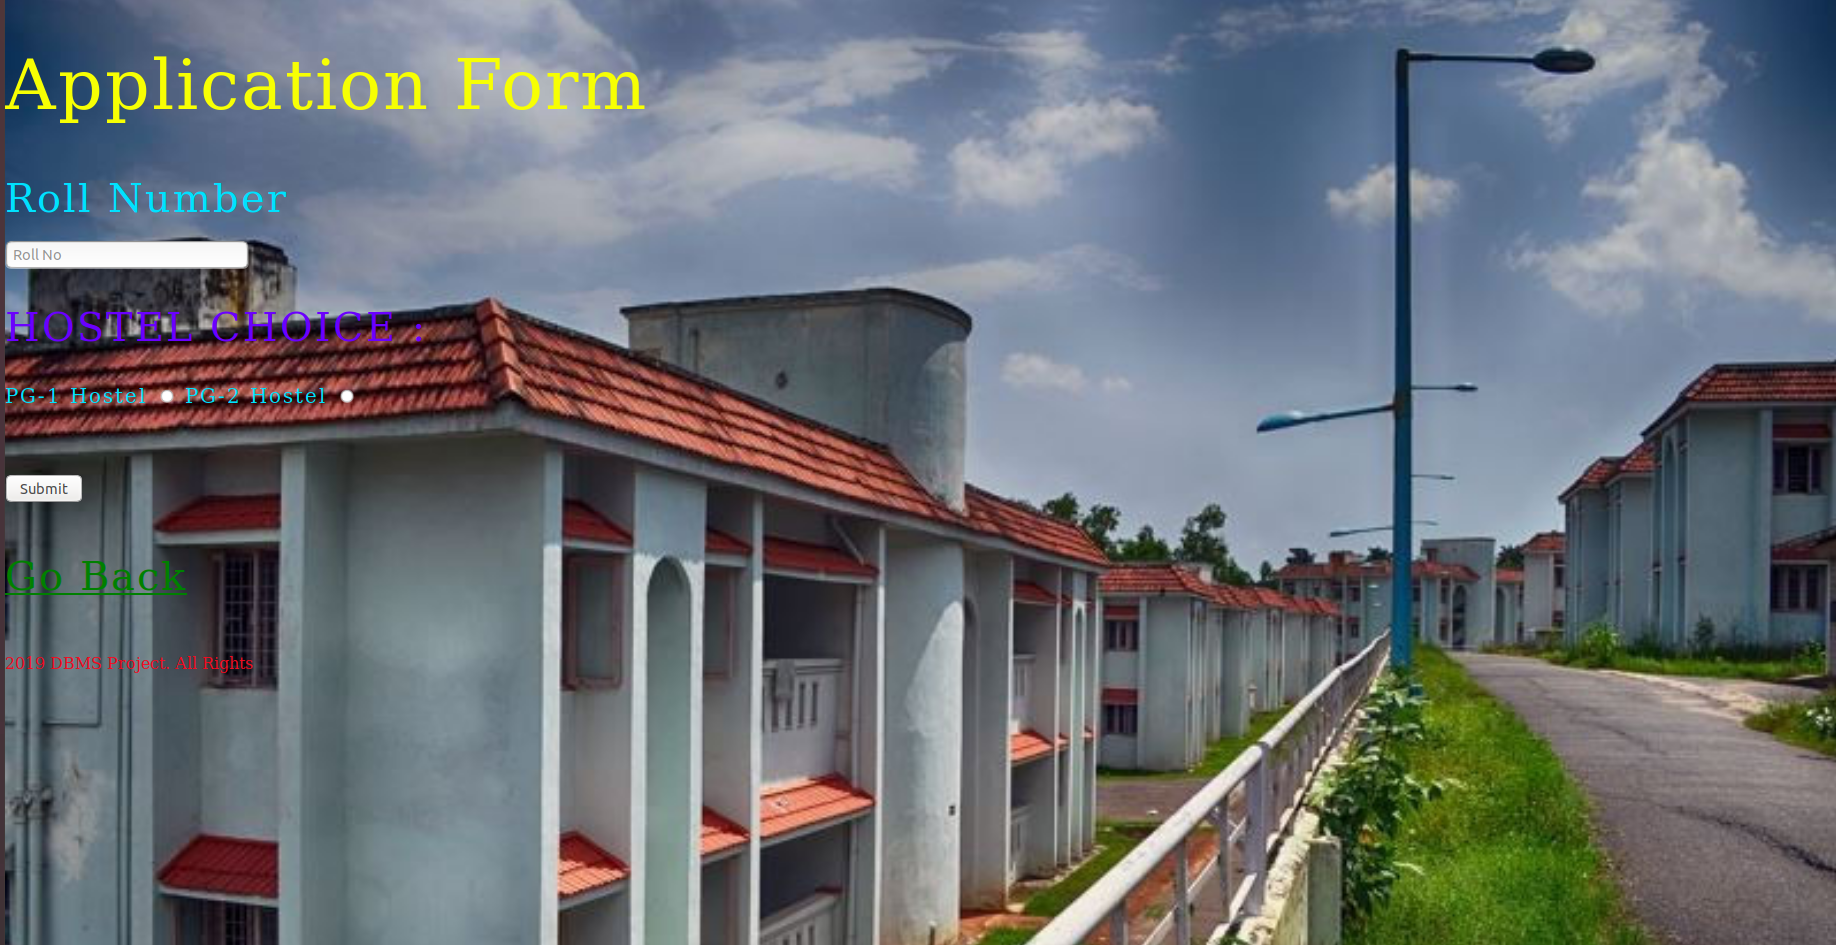 Application Form
Roll Number
Roll No
HOSTEL CHOICE :
PG-1 Hostel PG-2 Hostel
Submit
Go Back
2019 DBMS Project. All Rights